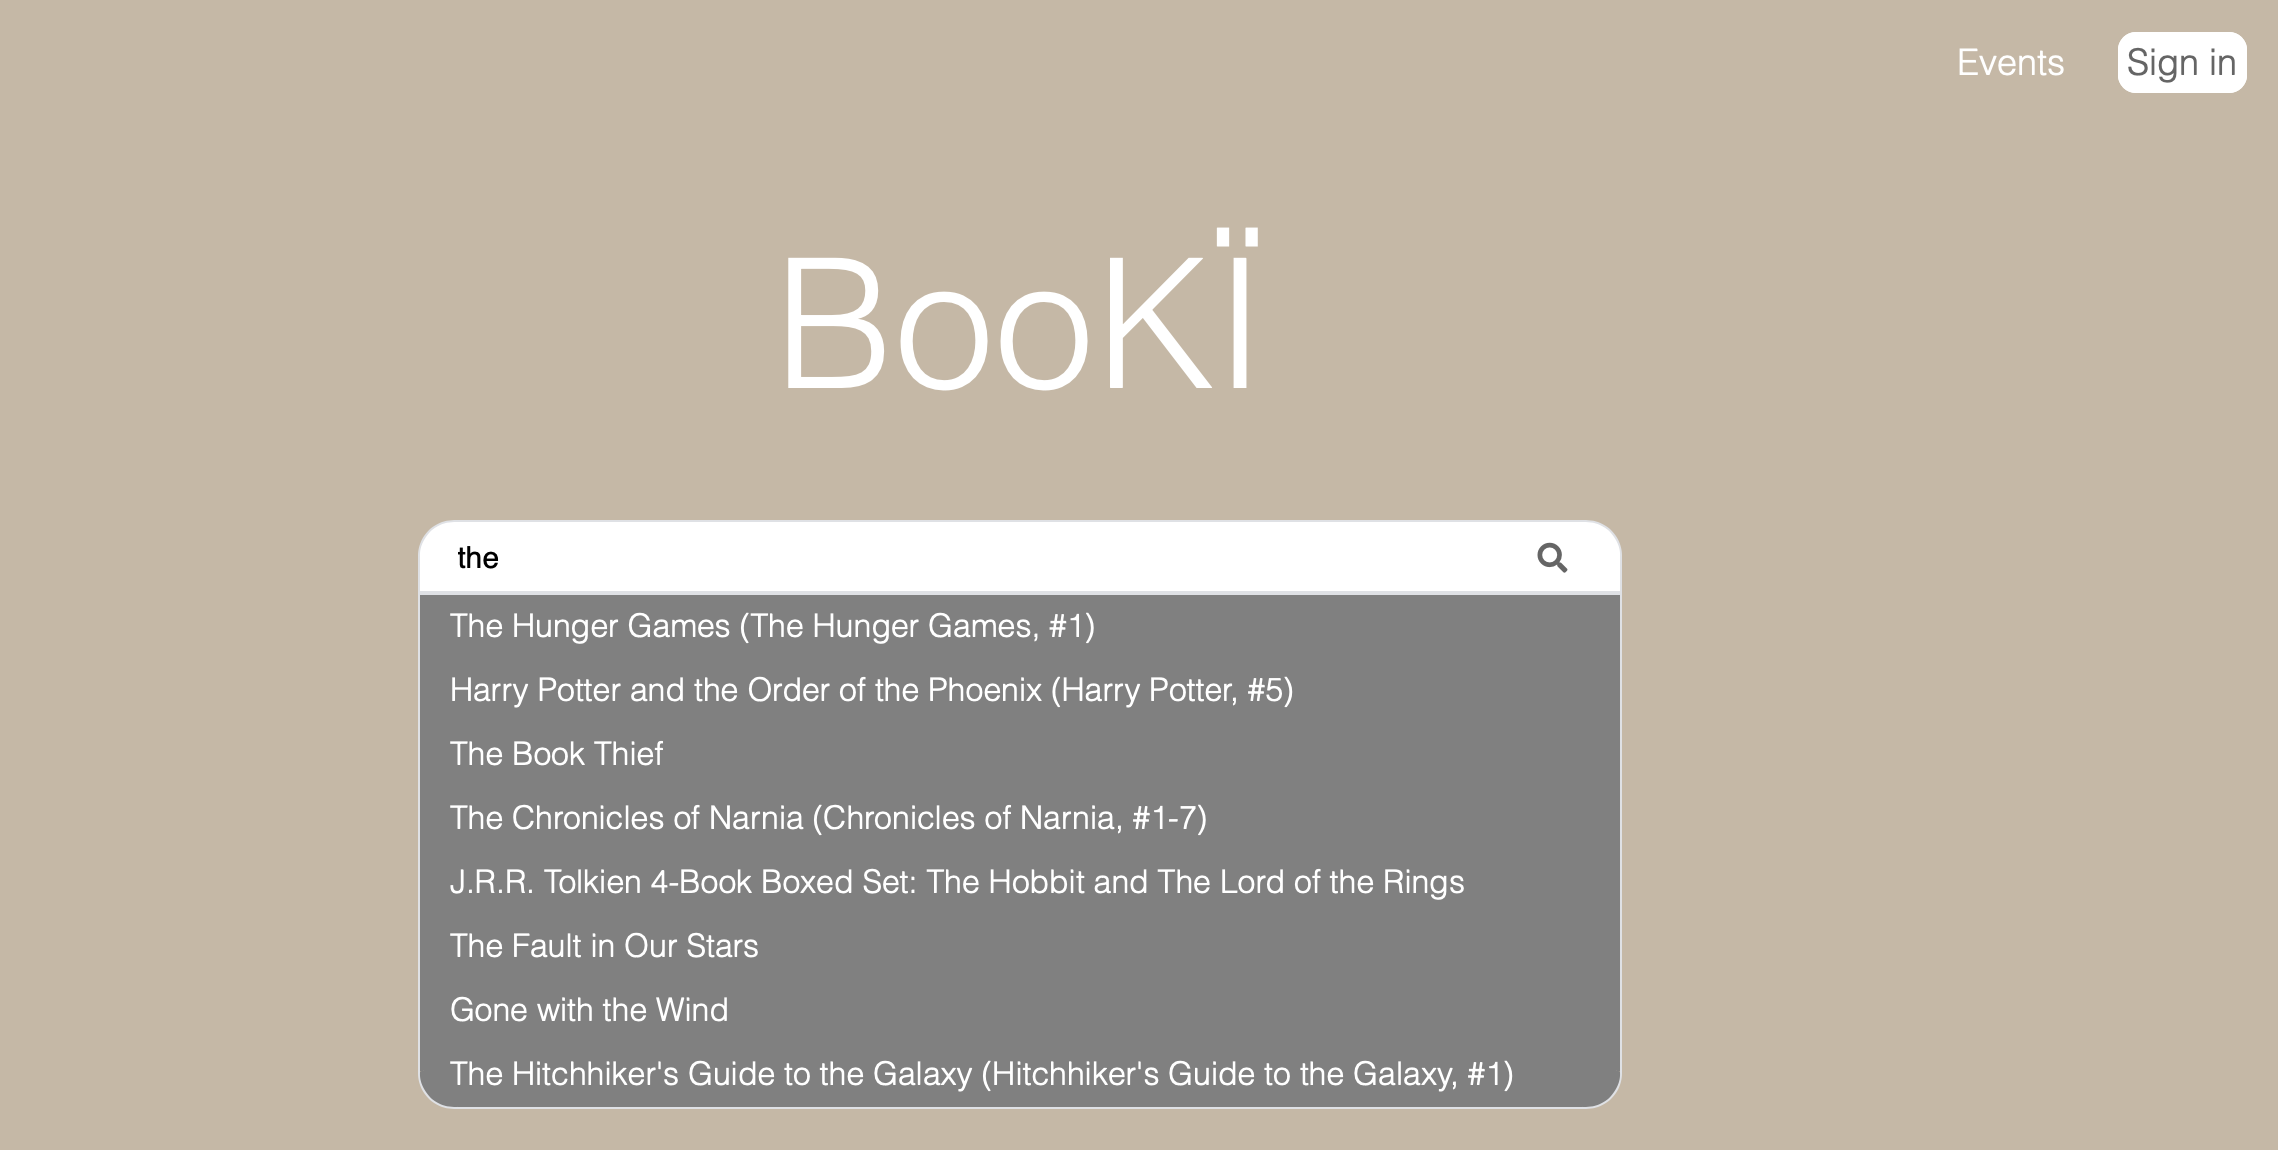 Events Sign in
BooKÏ
the
The Hunger Games (The Hunger Games, #1)
Harry Potter and the Order of the Phoenix (Harry Potter, #5)
The Book Thief
The Chronicles of Narnia (Chronicles of Narnia, #1-7)
J.R.R. Tolkien 4-Book Boxed Set: The Hobbit and The Lord of the Rings
The Fault in Our Stars
Gone with the Wind
The Hitchhiker's Guide to the Galaxy (Hitchhiker's Guide to the Galaxy, #1)